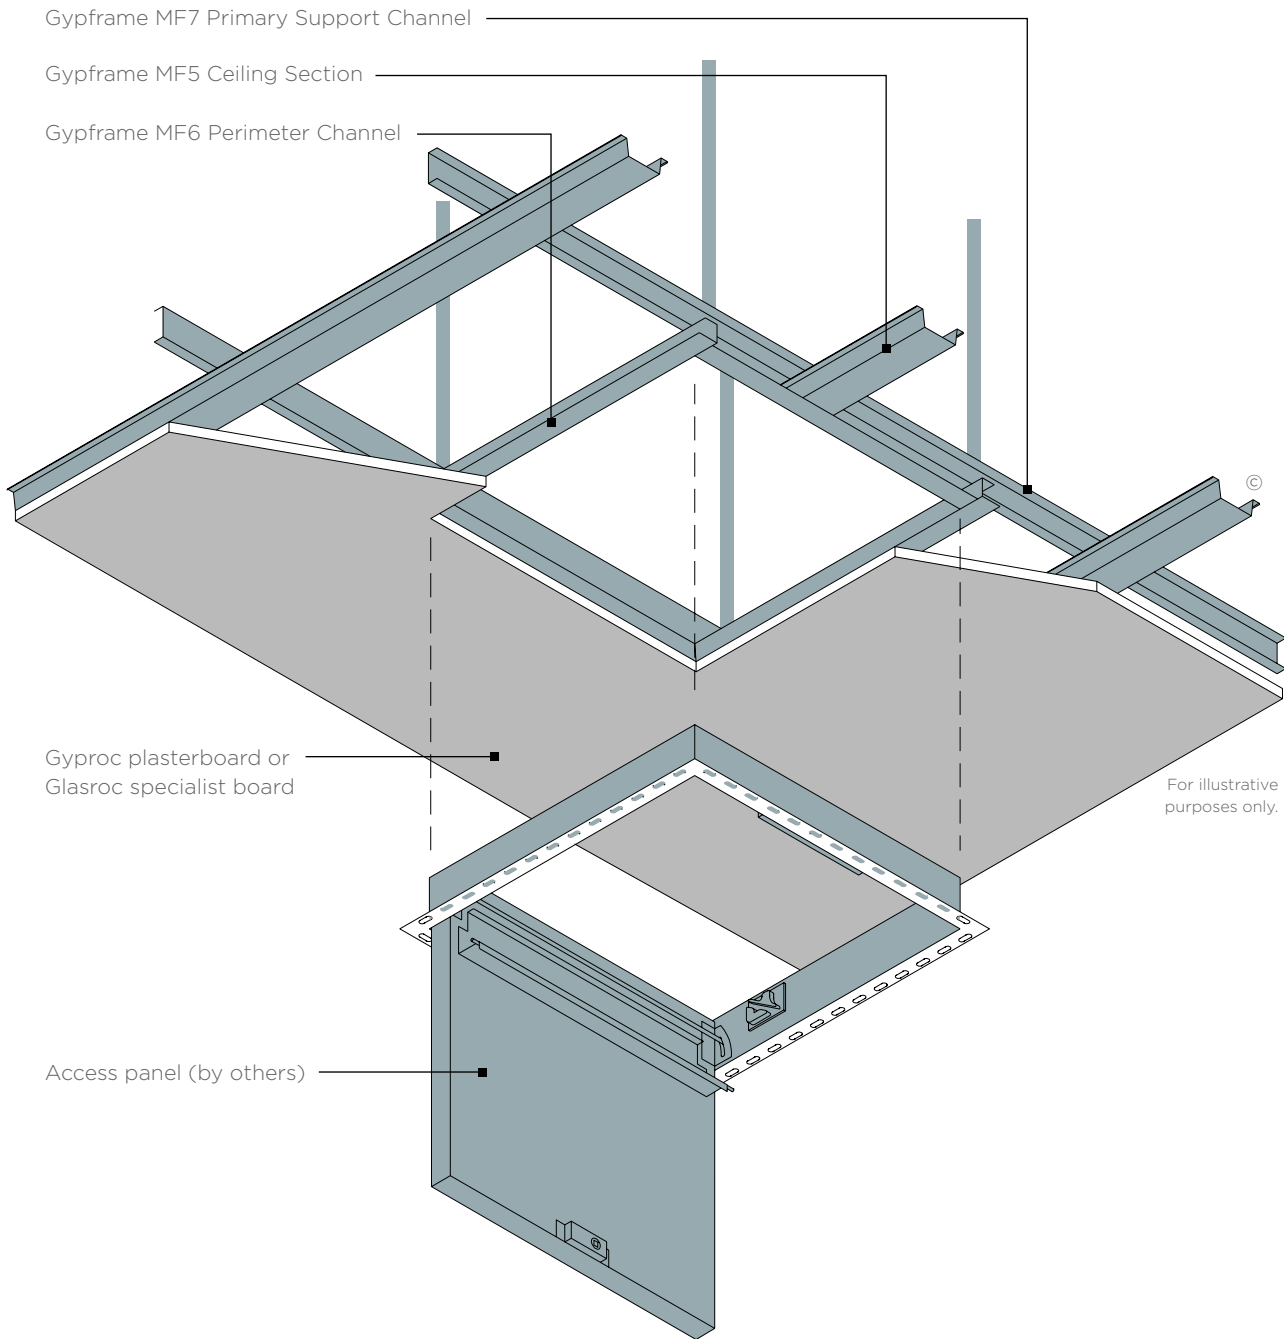 Gypframe MF7 Primary Support Channel
Gypframe MF5 Ceiling Section
Gypframe MF6 Perimeter Channel
©
Gyproc plasterboard or
Glasroc specialist board
For illustrative
purposes only.
Access panel (by others)